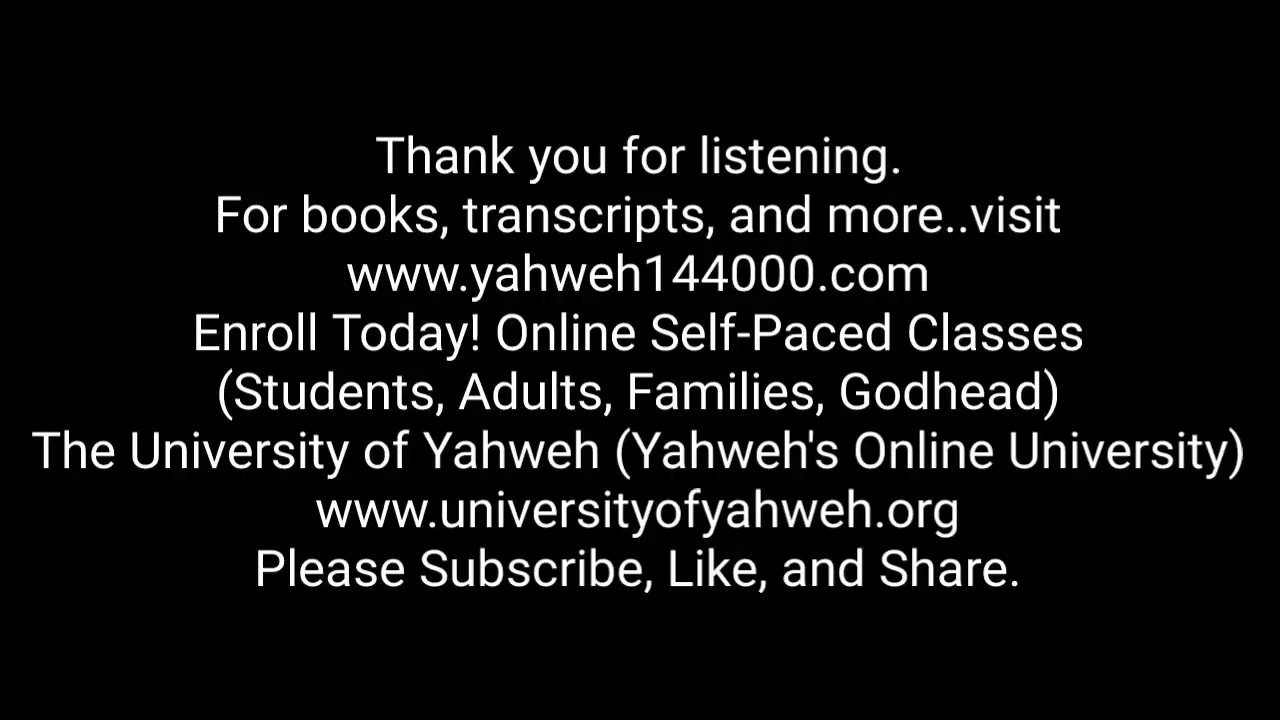 Thank you for listening.
For books, transcripts, and more..visit
www.yahweh144000.com
Enroll Today! Online Self-Paced Classes
(Students, Adults, Families, Godhead)
The University of Yahweh (Yahweh's Online University)
www.universityofyahweh.org
Please Subscribe, Like, and Share.